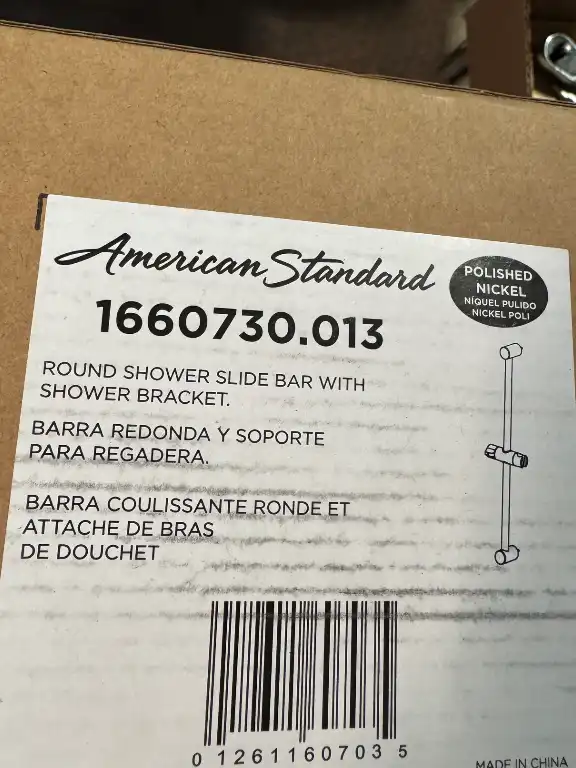 American Standard
POLISHED
NICKEL
NÍQUEL PULIDO
NICKEL POLI
1660730.013
ROUND SHOWER SLIDE BAR WITH
SHOWER BRACKET.
BARRA REDONDA Y SOPORTE
PARA REGADERA.
BARRA COULISSANTE RONDE ET
ATTACHE DE BRAS
DE DOUCHET
0 12611 60703 5
MADE IN CHINA